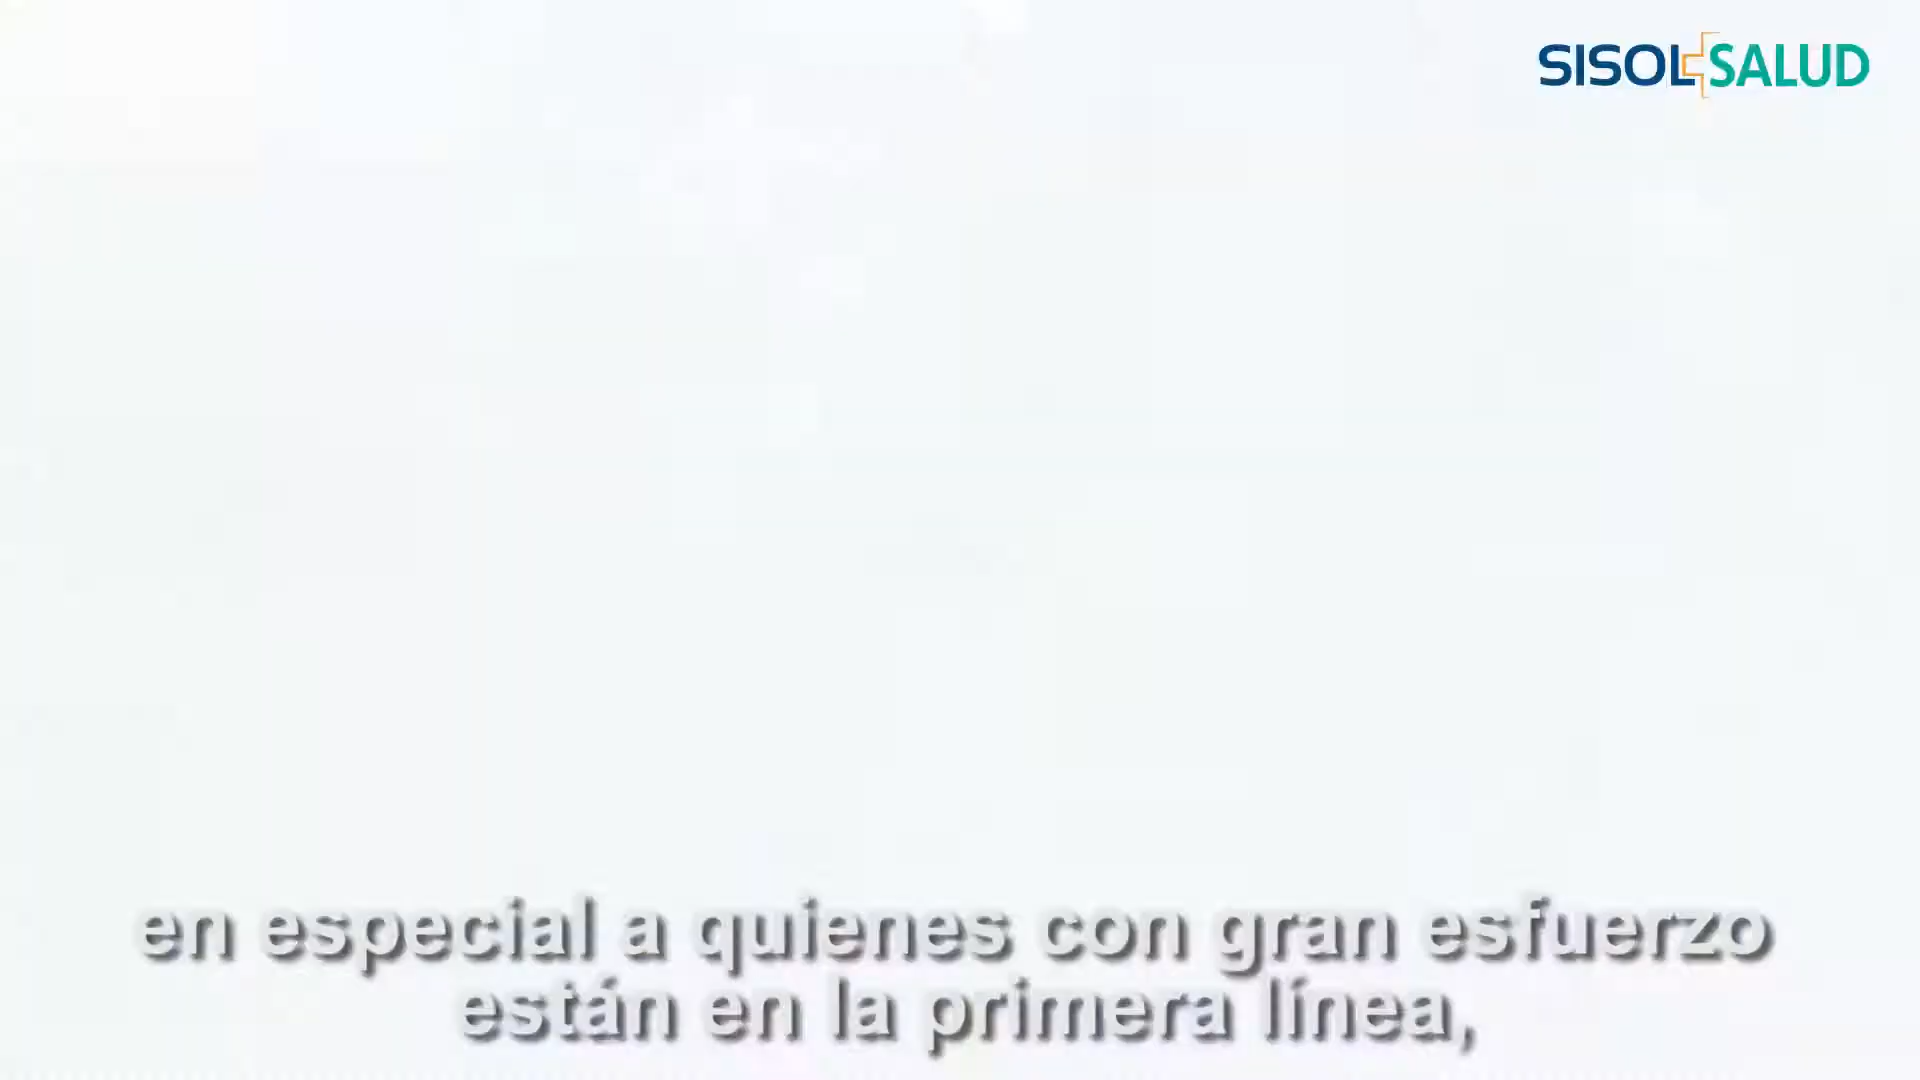 SISOL SALUD
en especial a quienes con gran esfuerzo
están en la primera línea,